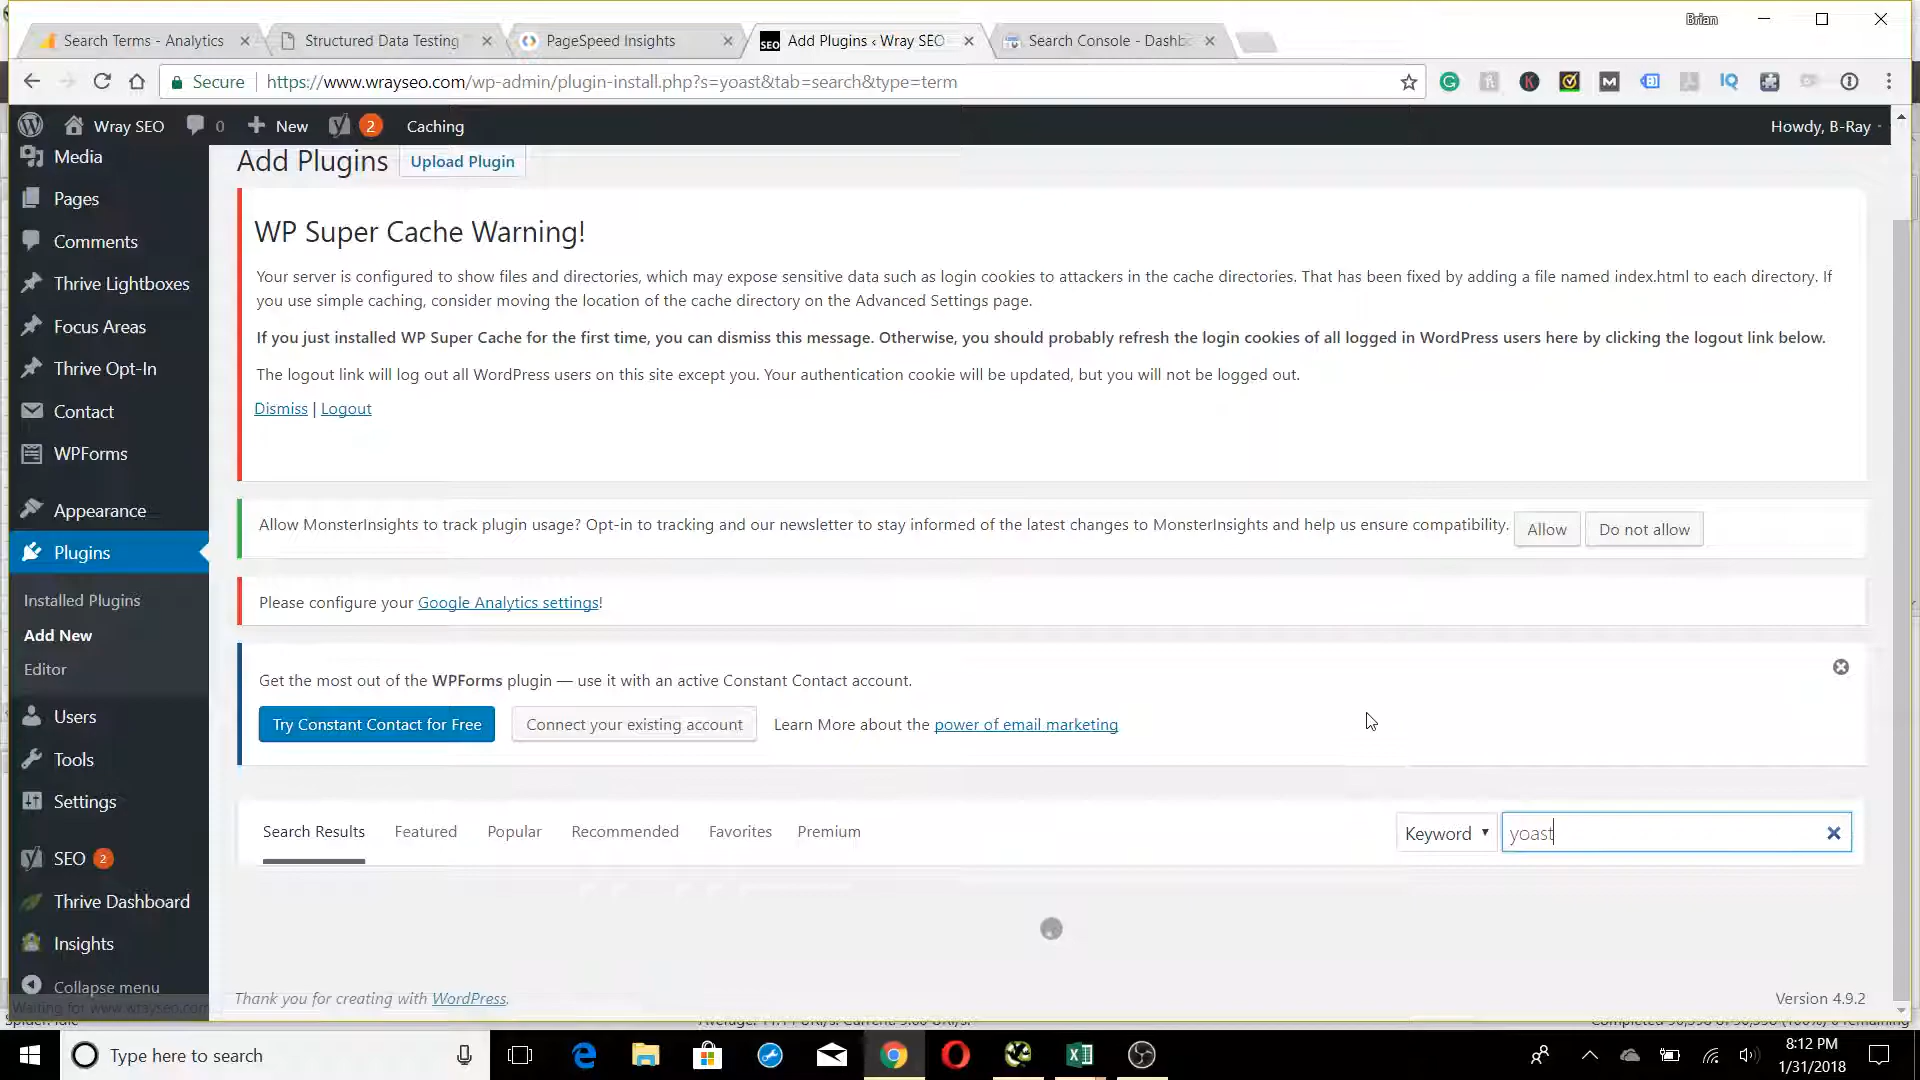 Brian
Search Terms - Analytics
Structured Data Testing
PageSpeed Insights
SEO
Add Plugins ‹ Wray SEO
Search Console - Dashb
Secure
https://www.wrayseo.com/wp-admin/plugin-install.php?s=yoast&tab=search&type=term
Wray SEO
0
New
2
Caching
Howdy, B-Ray
Media
Pages
Comments
Thrive Lightboxes
Focus Areas
Thrive Opt-In
Contact
WPForms
Appearance
Plugins
Installed Plugins
Add New
Editor
Users
Tools
Settings
SEO 2
Thrive Dashboard
Insights
Collapse menu
Waiting for www.wrayseo.com
Add Plugins
Upload Plugin
WP Super Cache Warning!
Your server is configured to show files and directories, which may expose sensitive data such as login cookies to attackers in the cache directories. That has been fixed by adding a file named index.html to each directory. If
you use simple caching, consider moving the location of the cache directory on the Advanced Settings page.
If you just installed WP Super Cache for the first time, you can dismiss this message. Otherwise, you should probably refresh the login cookies of all logged in WordPress users here by clicking the logout link below.
The logout link will log out all WordPress users on this site except you. Your authentication cookie will be updated, but you will not be logged out.
Dismiss | Logout
Allow MonsterInsights to track plugin usage? Opt-in to tracking and our newsletter to stay informed of the latest changes to MonsterInsights and help us ensure compatibility.
Allow
Do not allow
Please configure your Google Analytics settings!
Get the most out of the WPForms plugin — use it with an active Constant Contact account.
Try Constant Contact for Free
Connect your existing account
Learn More about the power of email marketing
Search Results
Featured
Popular
Recommended
Favorites
Premium
Keyword
yoast
Thank you for creating with WordPress.
Version 4.9.2
Type here to search
8:12 PM
1/31/2018